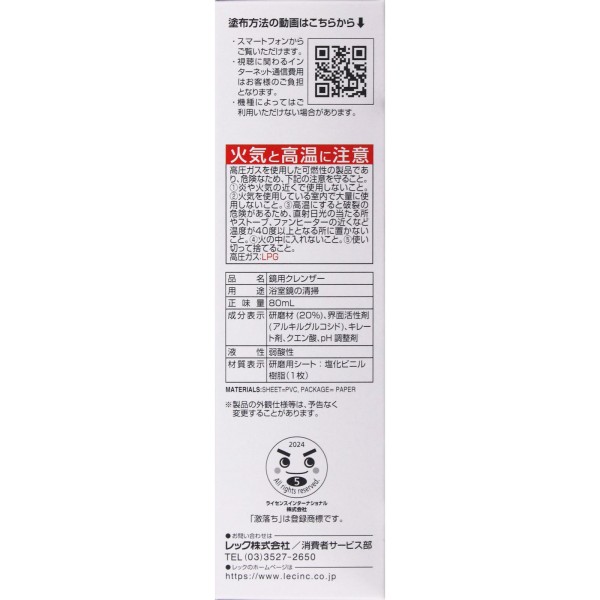 塗布方法の動画はこちらから↓
・スマートフォンから
ご覧いただけます。
・視聴に関わるイン
ターネット通信費用
はお客様のご負担
となります。
・機種によってはご
利用いただけない場合があります。
火気と高温に注意
高圧ガスを使用した可燃性の製品であ
り、危険なため、下記の注意を守ること。
①炎や火気の近くで使用しないこと。
②火気を使用している室内で大量に使
用しないこと。③高温にすると破裂の
危険があるため、直射日光の当たる所
やストーブ、ファンヒーターの近くなど
温度が40度以上となる所に置かない
こと。④火の中に入れないこと。⑤使い
切って捨てること。
高圧ガス:LPG
品名 鏡用クレンザー
用途 浴室鏡の清掃
正味量 80mL
成分表示 研磨材(20%)、界面活性剤
(アルキルグルコシド)、キレー
ト剤、クエン酸、pH調整剤
液性 弱酸性
材質表示 研磨用シート:塩化ビニル
樹脂(1枚)
MATERIALS:SHEET=PVC, PACKAGE= PAPER
※製品の外観仕様等は、予告なく
変更することがあります。
2024
5
All rights reserved.
ライセンスインターナショナル
株式会社
「激落ち」は登録商標です。
●お問い合わせは
レック株式会社/消費者サービス部
TEL(03)3527-2650
●レックのホームページは
https://www.lecinc.co.jp